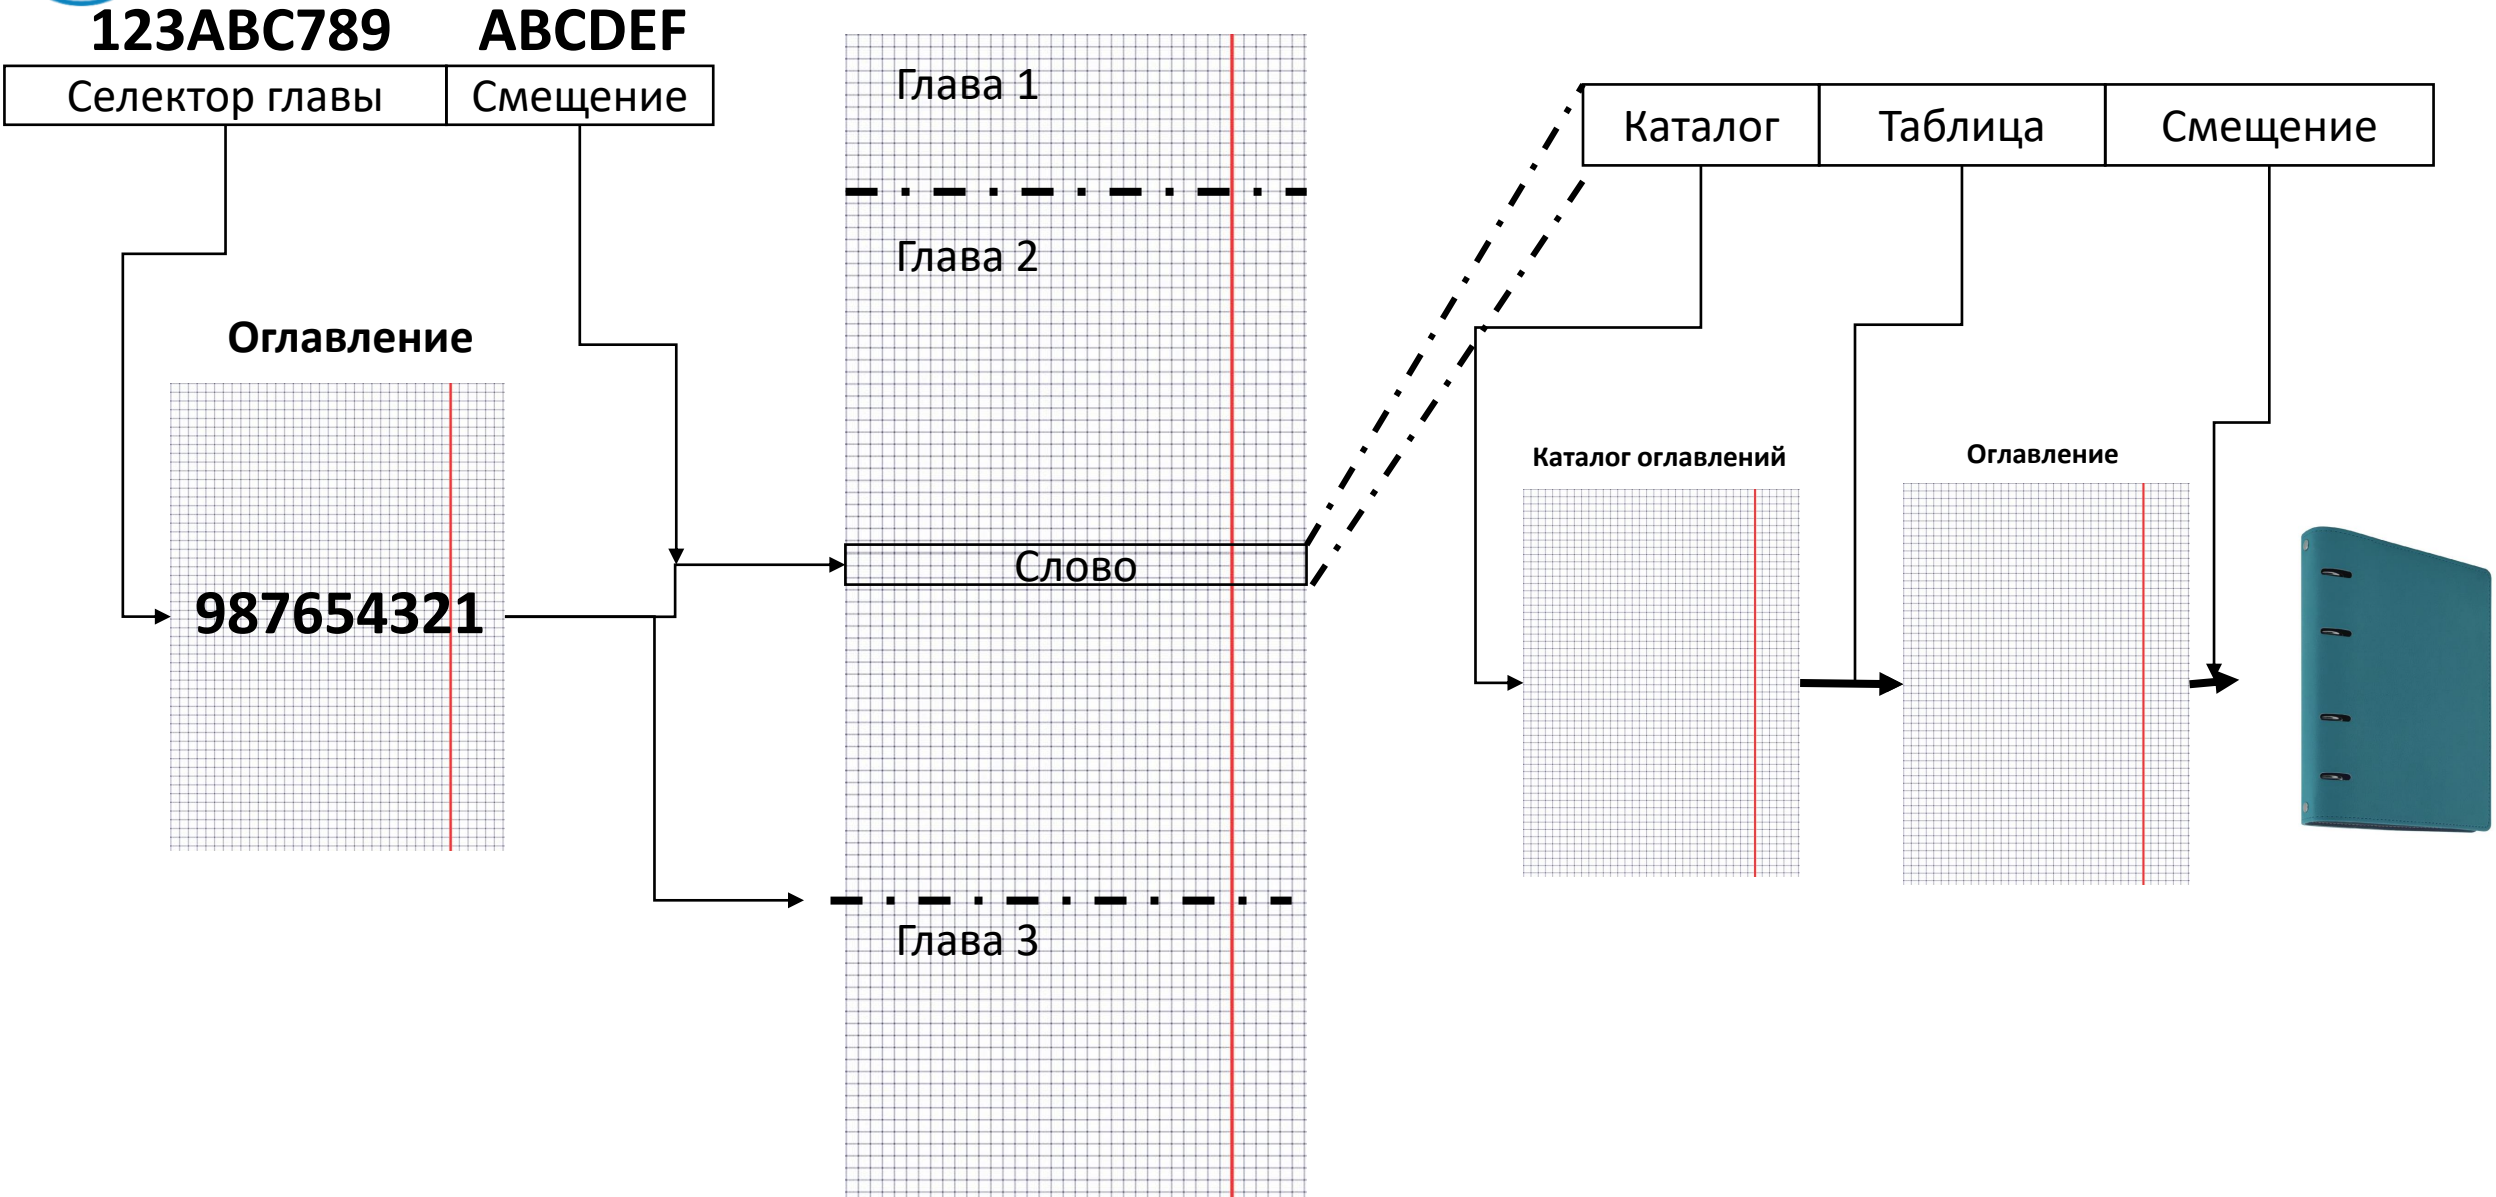 123ABC789 ABCDEF
Селектор главы Смещение
Оглавление
987654321
Глава 1
Глава 2
Слово
Глава 3
Каталог Таблица Смещение
Каталог оглавлений
Оглавление